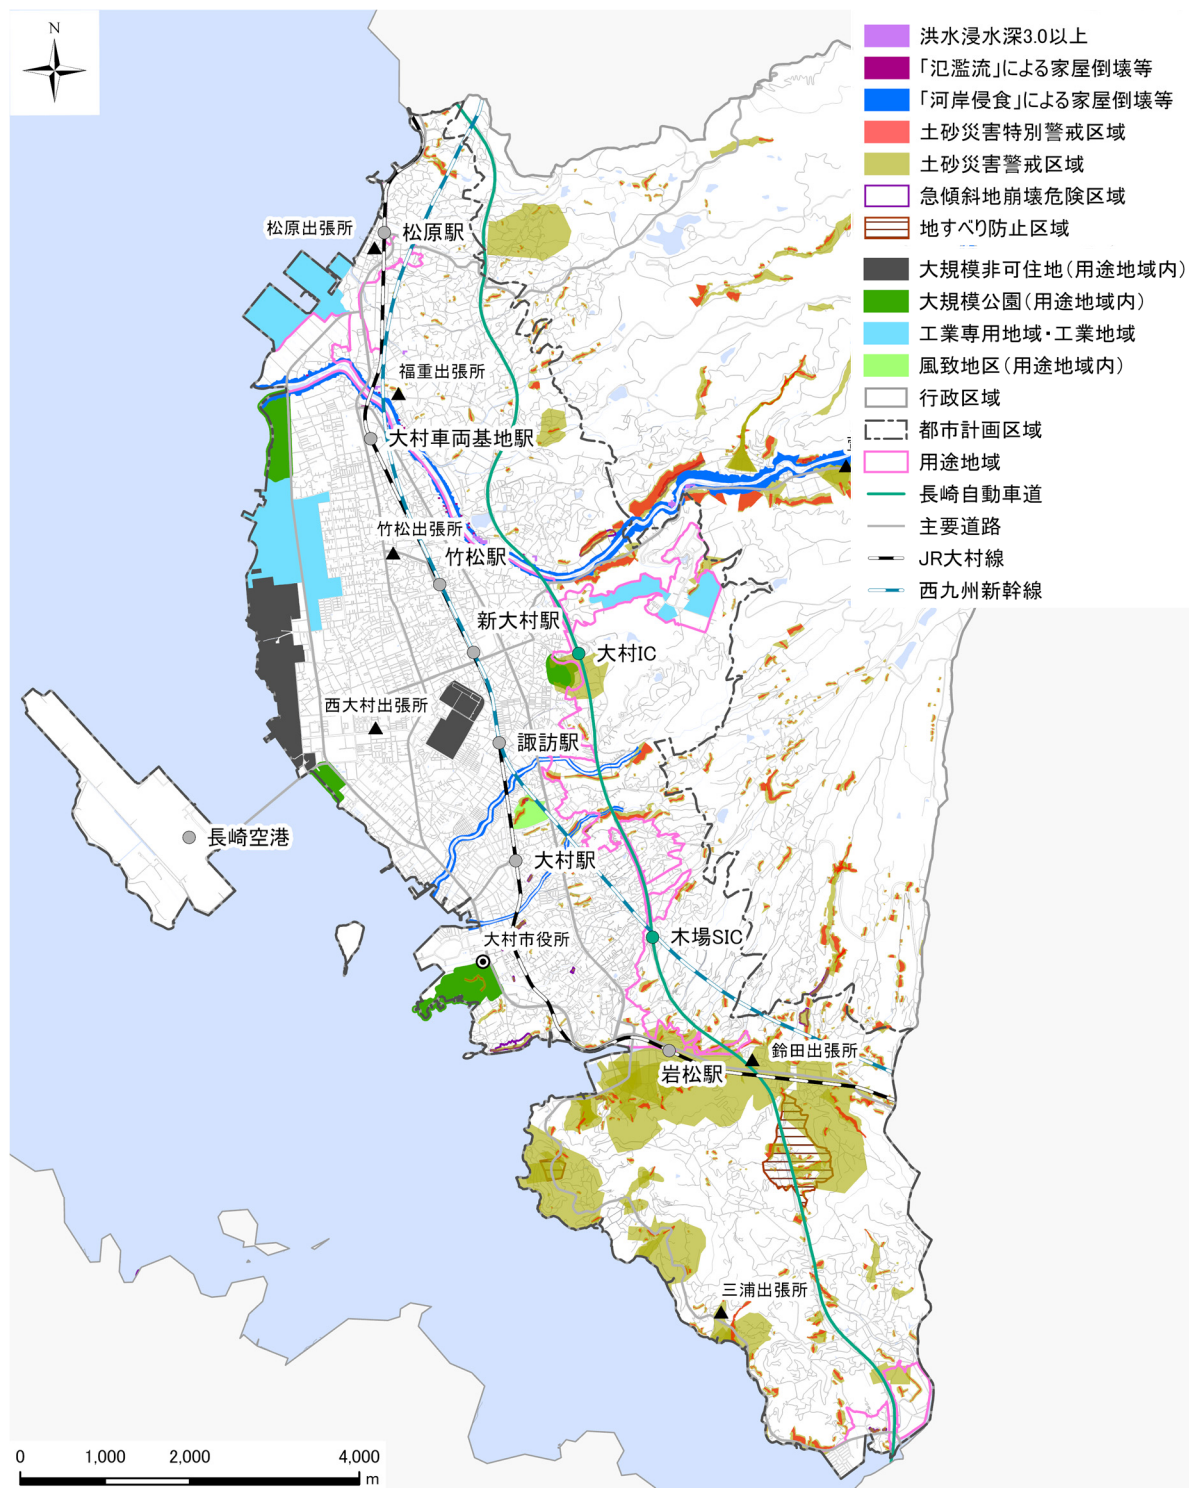 N
洪水浸水深3.0以上
「氾濫流」による家屋倒壊等
「河岸侵食」による家屋倒壊等
土砂災害特別警戒区域
土砂災害警戒区域
急傾斜地崩壊危険区域
地すべり防止区域
大規模非可住地（用途地域内）
大規模公園（用途地域内）
工業専用地域・工業地域
風致地区（用途地域内）
行政区域
都市計画区域
用途地域
長崎自動車道
主要道路
JR大村線
西九州新幹線
松原出張所
松原駅
福重出張所
大村車両基地駅
竹松出張所
竹松駅
新大村駅
大村IC
西大村出張所
諏訪駅
長崎空港
大村駅
大村市役所
木場SIC
鈴田出張所
岩松駅
三浦出張所
0 1,000 2,000 4,000
m